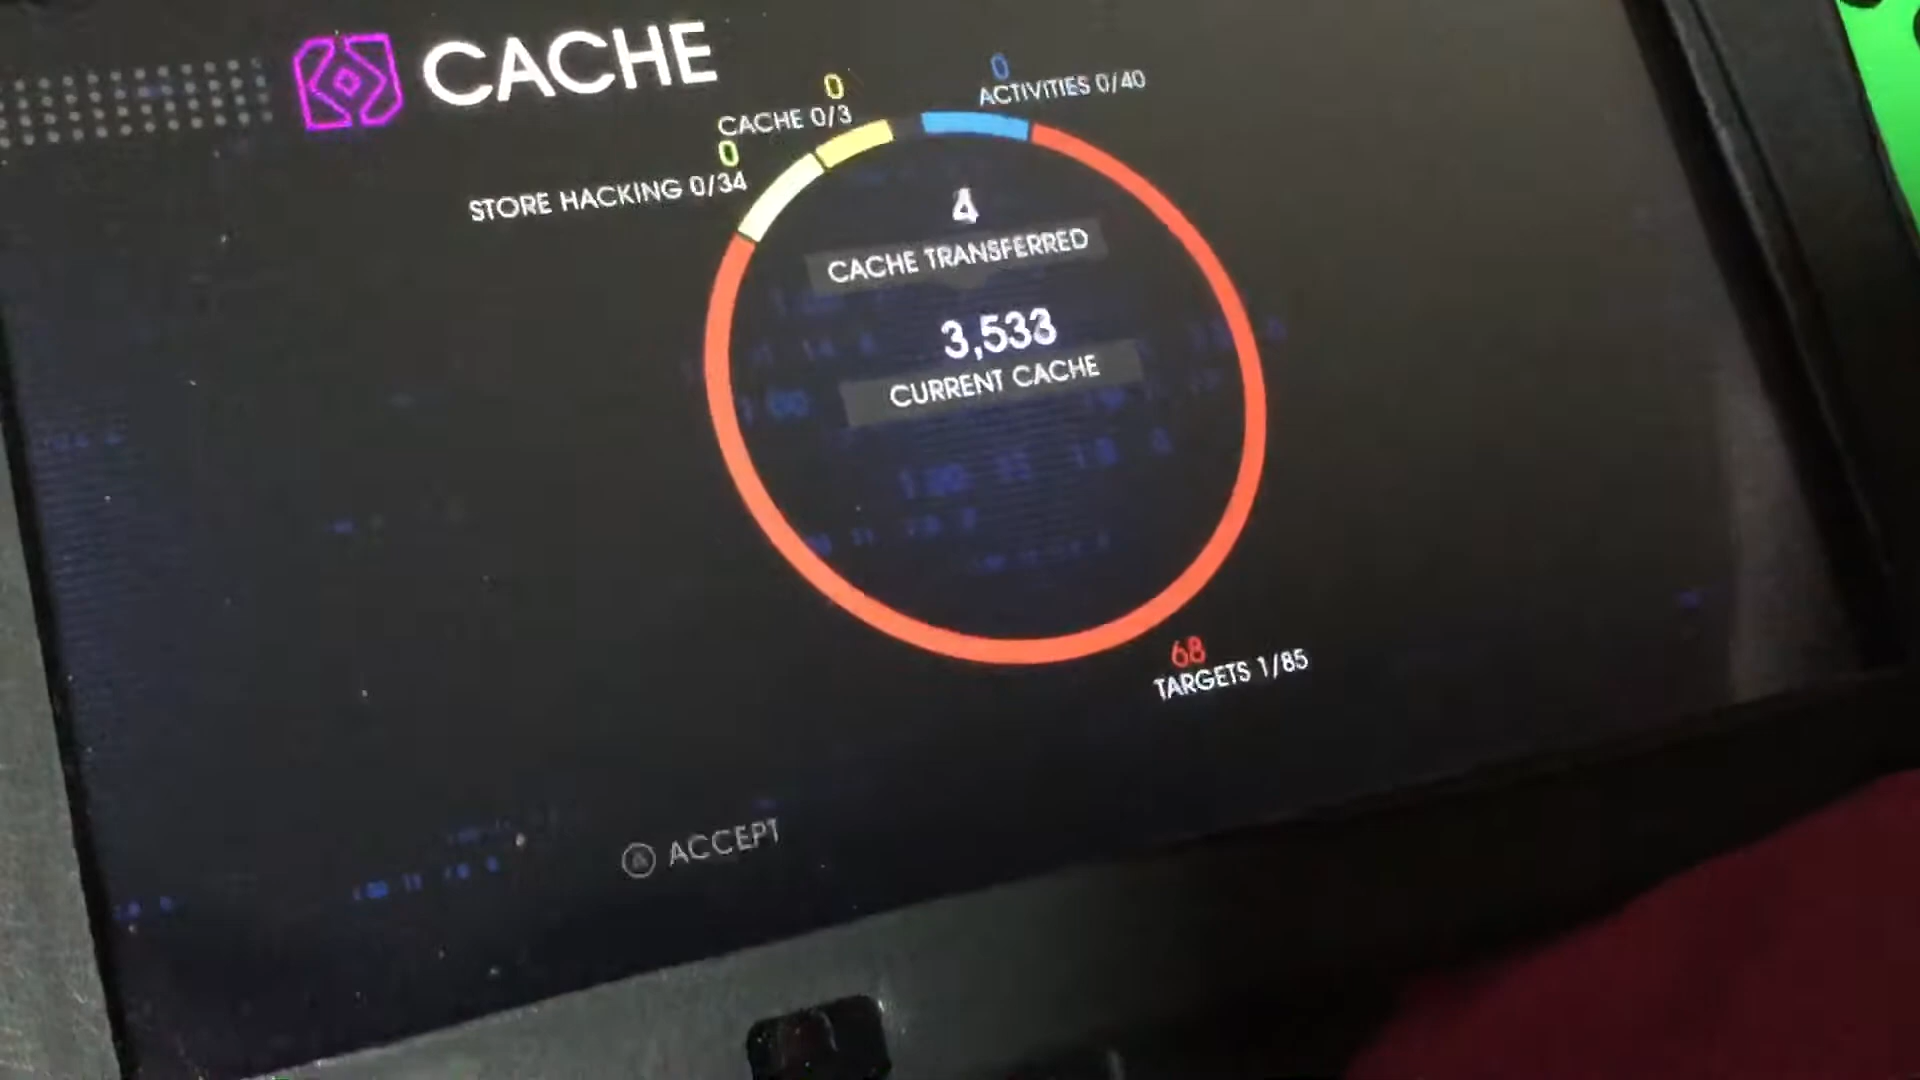 CACHE
0
ACTIVITIES 0/40
0
CACHE 0/3
0
STORE HACKING 0/34
4
CACHE TRANSFERRED
3,533
CURRENT CACHE
68
TARGETS 1/85
ACCEPT